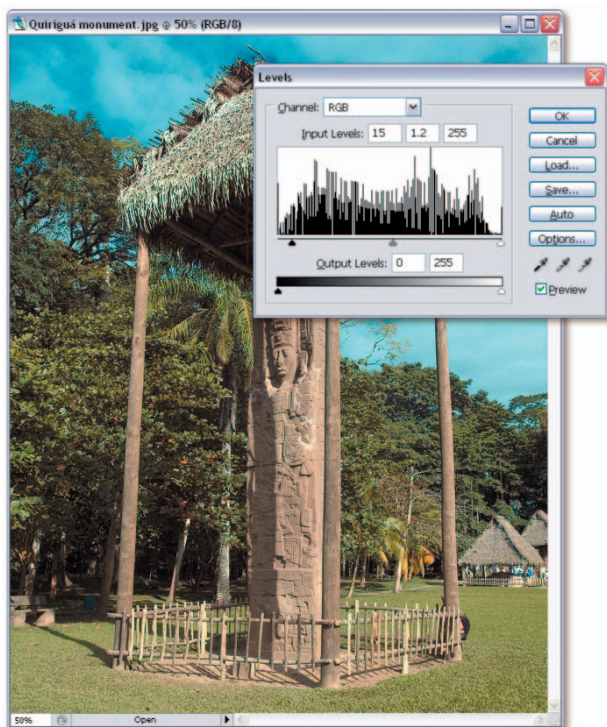 Quiriguá monument.jpg @ 50% (RGB/8)
Levels
Channel: RGB
Input Levels: 15 1.2 255
Output Levels: 0 255
OK
Cancel
Load...
Save...
Auto
Options...
Preview
50% Open